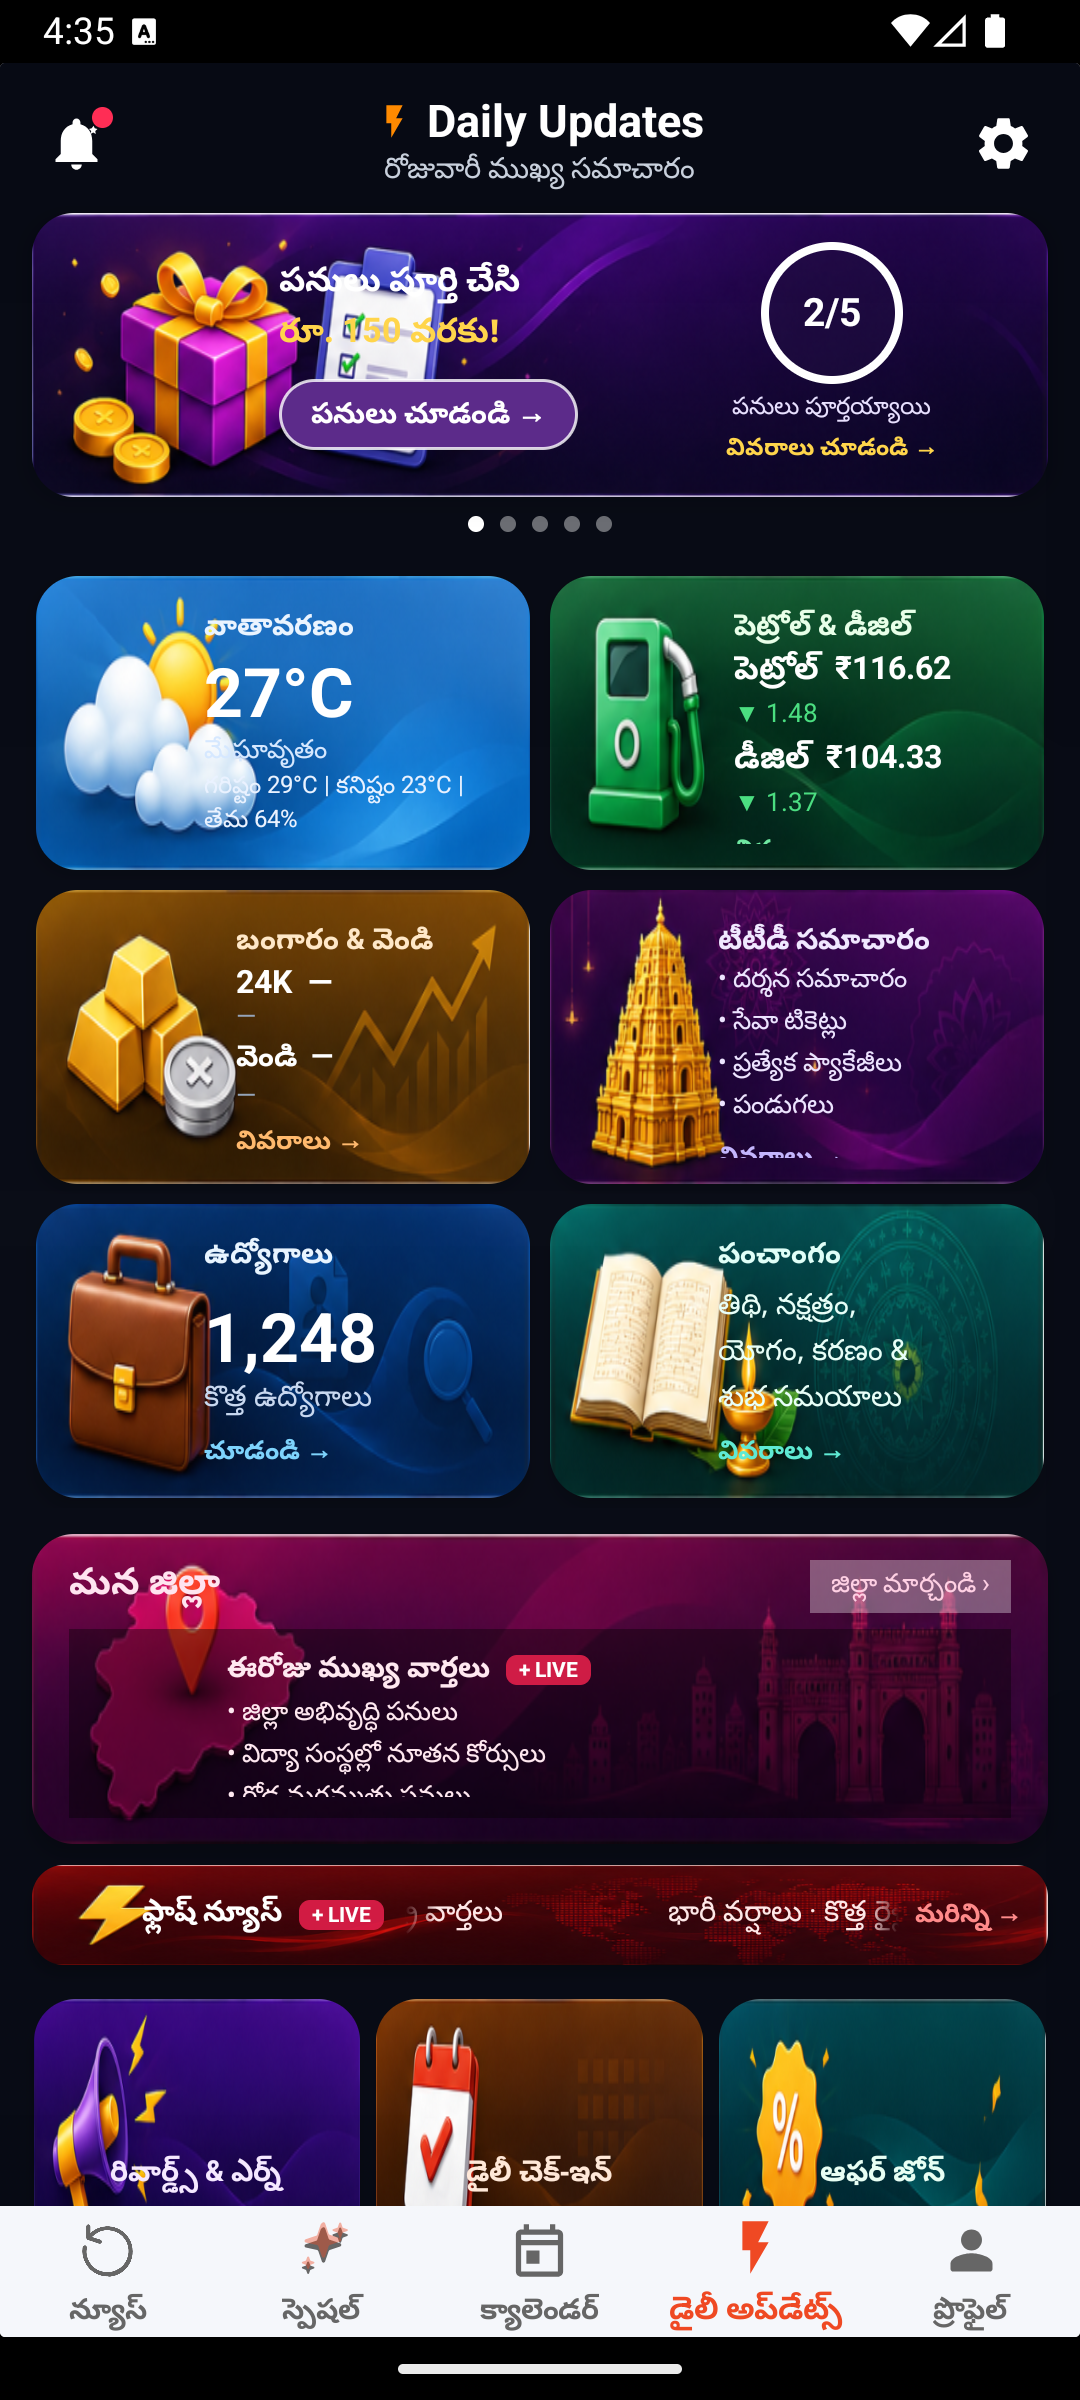 4:35
Daily Updates
రోజువారీ ముఖ్య సమాచారం
పనులు పూర్తి చేసి
రూ. 150 వరకు!
పనులు చూడండి →
2/5
పనులు పూర్తయ్యాయి
వివరాలు చూడండి →
వాతావరణం
27°C
మేఘావృతం
గరిష్టం 29°C | కనిష్టం 23°C |
తేమ 64%
పెట్రోల్ & డీజిల్
పెట్రోల్ ₹116.62
▼ 1.48
డీజిల్ ₹104.33
▼ 1.37
బంగారం & వెండి
24K —
—
వెండి —
—
వివరాలు →
టీటీడీ సమాచారం
• దర్శన సమాచారం
• సేవా టికెట్లు
• ప్రత్యేక ప్యాకేజీలు
• పండుగలు
వివరాలు →
ఉద్యోగాలు
1,248
కొత్త ఉద్యోగాలు
చూడండి →
పంచాంగం
తిథి, నక్షత్రం,
యోగం, కరణం &
శుభ సమయాలు
వివరాలు →
మన జిల్లా
జిల్లా మార్చండి ›
ఈరోజు ముఖ్య వార్తలు + LIVE
• జిల్లా అభివృద్ధి పనులు
• విద్యా సంస్థల్లో నూతన కోర్సులు
ఫ్లాష్ న్యూస్ + LIVE వార్తలు భారీ వర్షాలు · కొత్త మరిన్ని →
రివార్డ్స్ & ఎర్న్
డైలీ చెక్-ఇన్
%
ఆఫర్ జోన్
న్యూస్
స్పెషల్
క్యాలెండర్
డైలీ అప్‌డేట్స్
ప్రొఫైల్